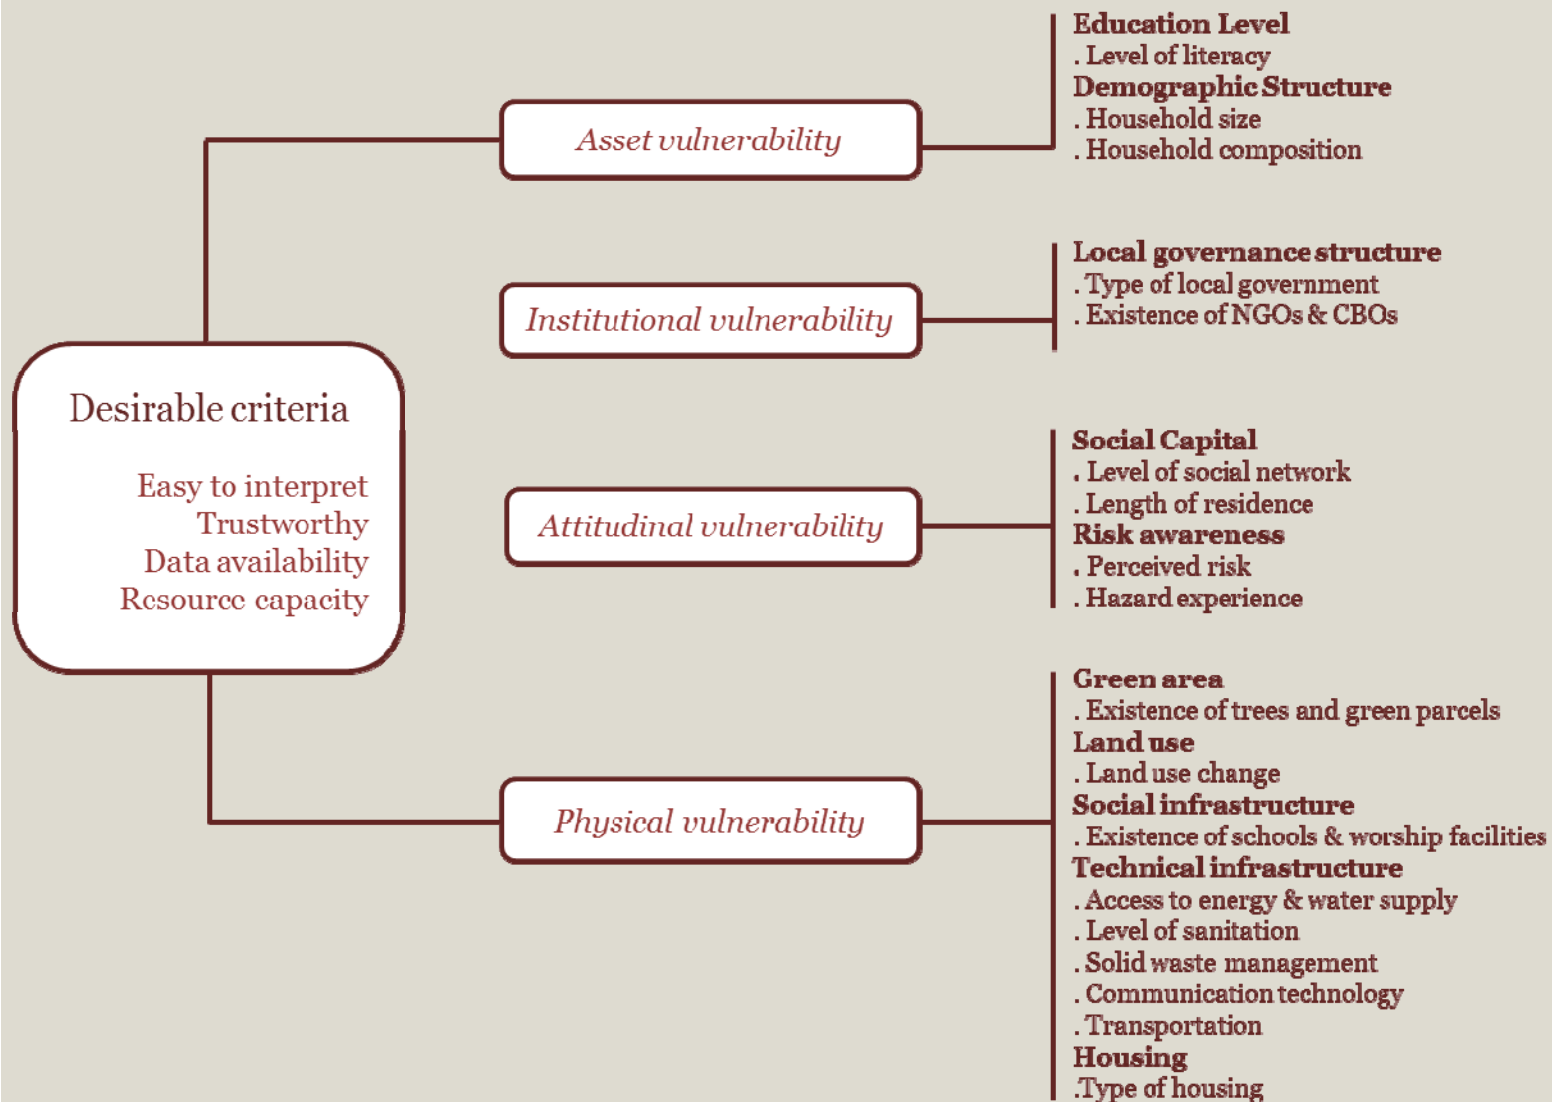 Desirable criteria
Easy to interpret
Trustworthy
Data availability
Resource capacity
Asset vulnerability
Education Level
. Level of literacy
Demographic Structure
. Household size
. Household composition
Institutional vulnerability
Local governance structure
. Type of local government
. Existence of NGOs & CBOs
Attitudinal vulnerability
Social Capital
. Level of social network
. Length of residence
Risk awareness
. Perceived risk
. Hazard experience
Physical vulnerability
Green area
. Existence of trees and green parcels
Land use
. Land use change
Social infrastructure
. Existence of schools & worship facilities
Technical infrastructure
. Access to energy & water supply
. Level of sanitation
. Solid waste management
. Communication technology
. Transportation
Housing
.Type of housing